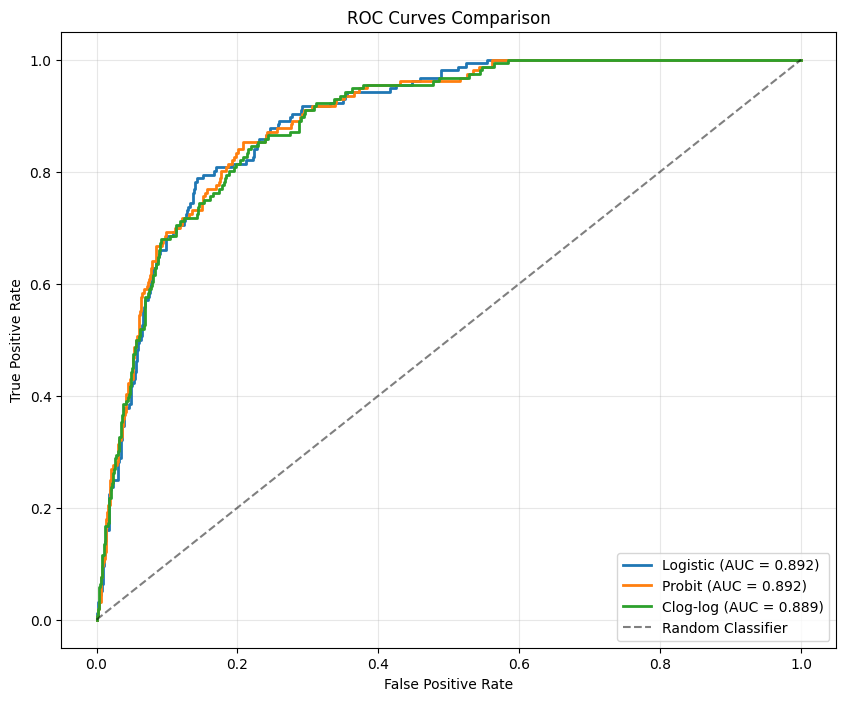 ROC Curves Comparison
True Positive Rate
1.0
0.8
0.6
0.4
0.2
0.0
0.0 0.2 0.4 0.6 0.8 1.0
False Positive Rate
Logistic (AUC = 0.892)
Probit (AUC = 0.892)
Clog-log (AUC = 0.889)
Random Classifier